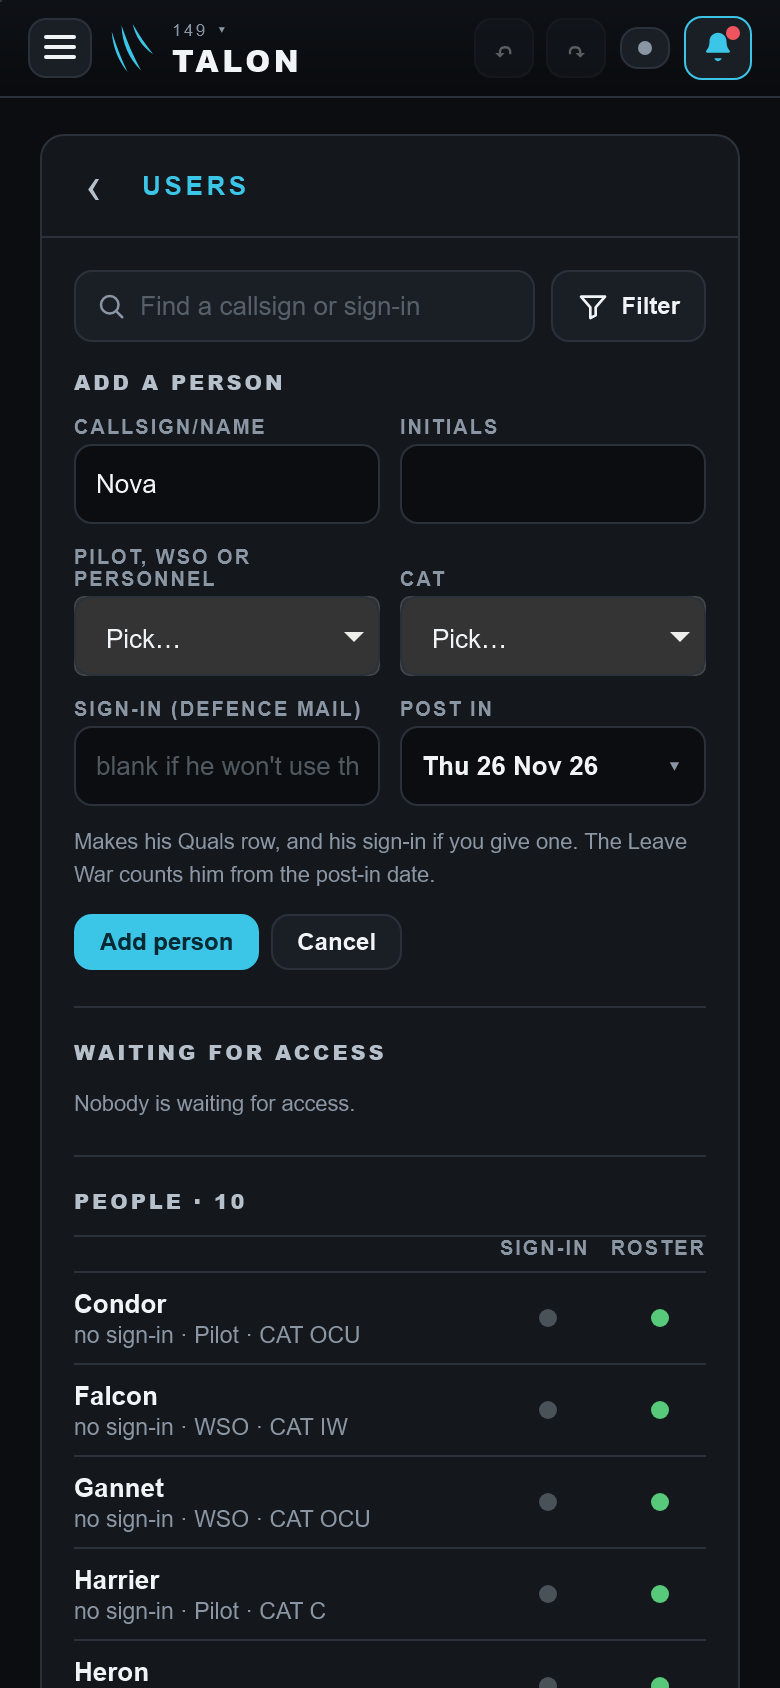 149 ▾
TALON
USERS
Find a callsign or sign-in
Filter
ADD A PERSON
CALLSIGN/NAME
INITIALS
Nova
PILOT, WSO OR
PERSONNEL
CAT
Pick...
Pick...
SIGN-IN (DEFENCE MAIL)
POST IN
blank if he won't use th
Thu 26 Nov 26 ▾
Makes his Quals row, and his sign-in if you give one. The Leave
War counts him from the post-in date.
Add person
Cancel
WAITING FOR ACCESS
Nobody is waiting for access.
PEOPLE · 10
SIGN-IN ROSTER
Condor
no sign-in · Pilot · CAT OCU
Falcon
no sign-in · WSO · CAT IW
Gannet
no sign-in · WSO · CAT OCU
Harrier
no sign-in · Pilot · CAT C
Heron